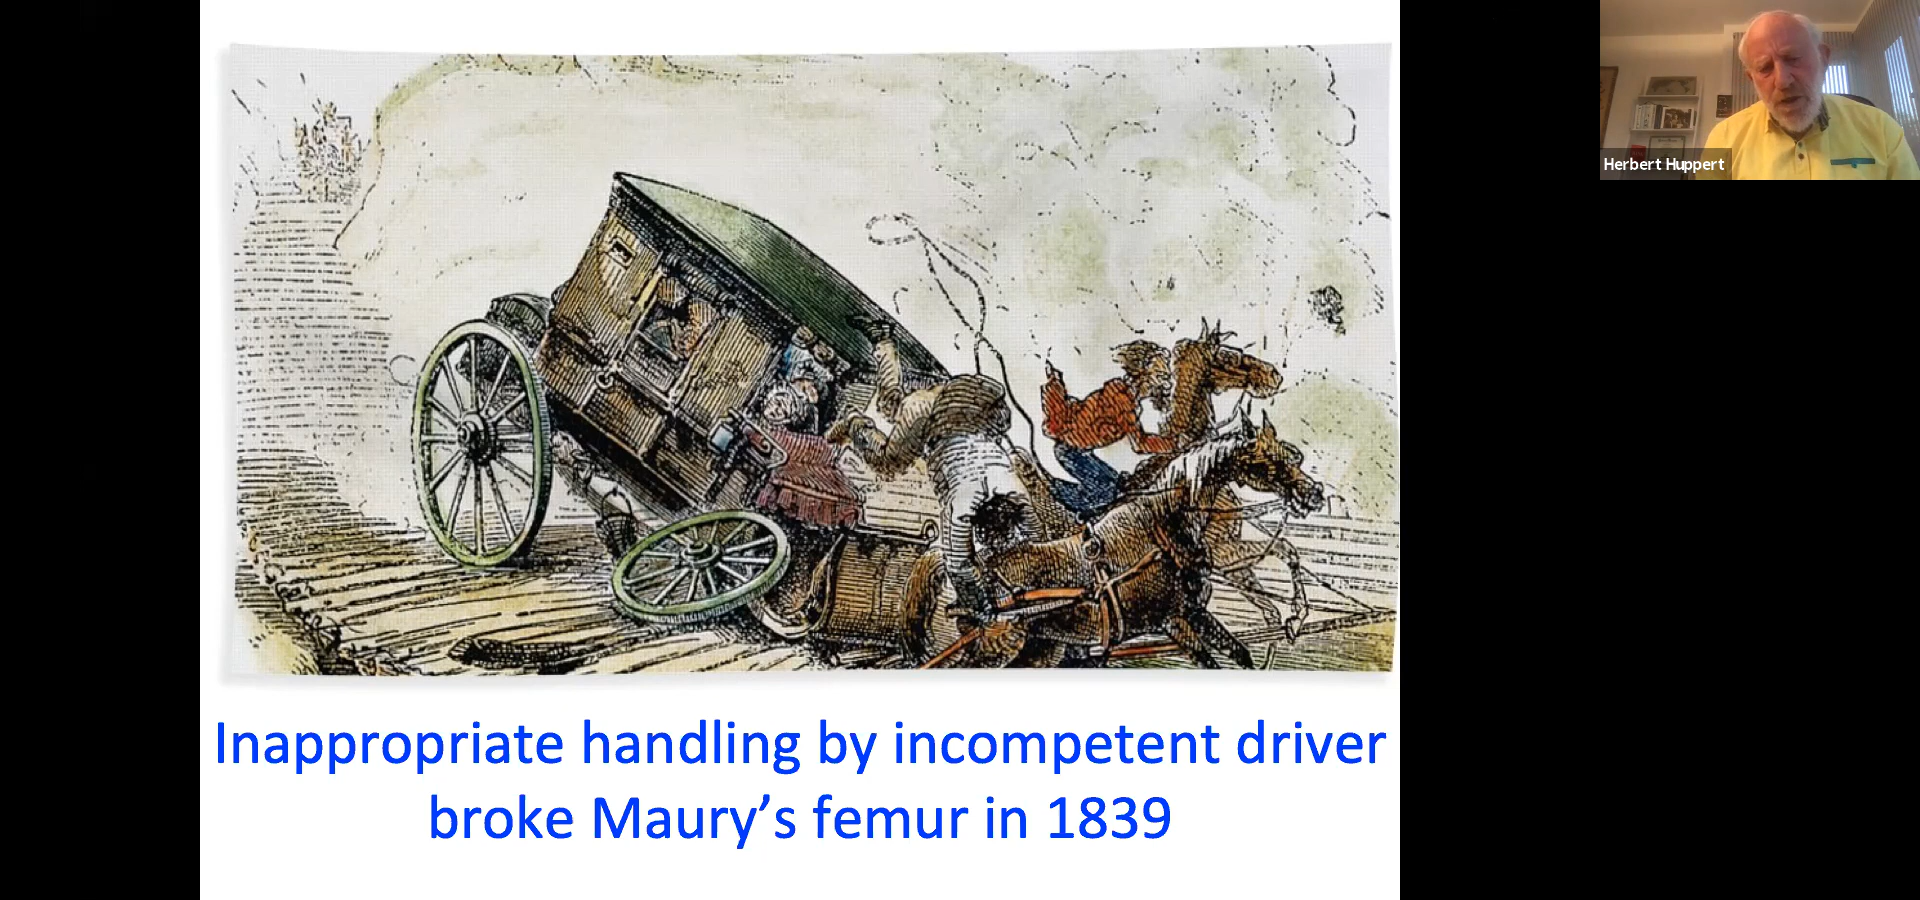 Herbert Huppert
Inappropriate handling by incompetent driver
broke Maury’s femur in 1839